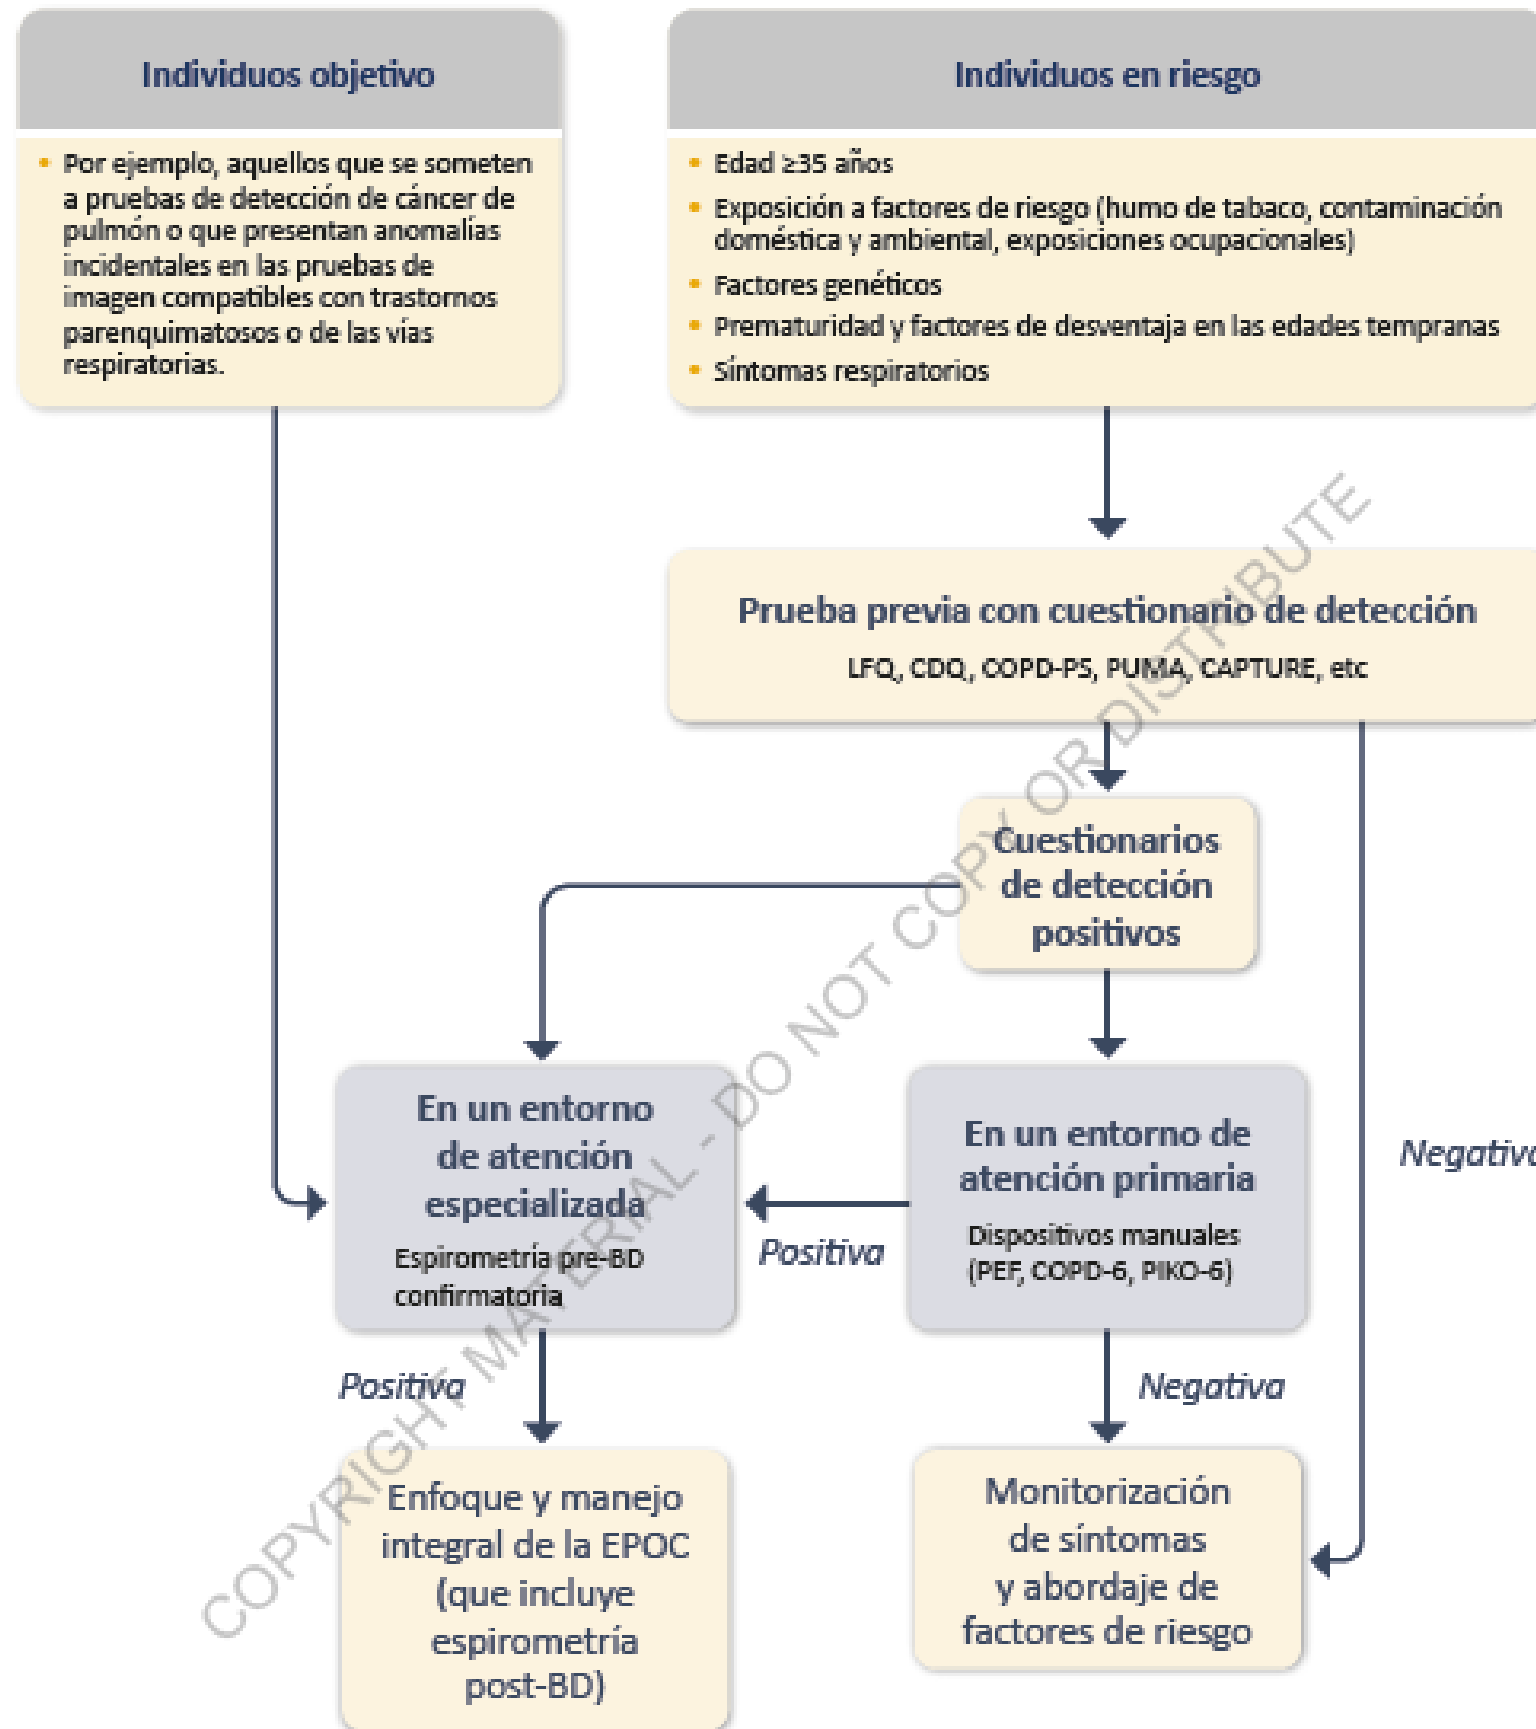 Individuos objetivo
• Por ejemplo, aquellos que se someten
a pruebas de detección de cáncer de
pulmón o que presentan anomalías
incidentales en las pruebas de
imagen compatibles con trastornos
parenquimatosos o de las vías
respiratorias.
Individuos en riesgo
• Edad ≥35 años
• Exposición a factores de riesgo (humo de tabaco, contaminación
doméstica y ambiental, exposiciones ocupacionales)
• Factores genéticos
• Prematuridad y factores de desventaja en las edades tempranas
• Síntomas respiratorios
Prueba previa con cuestionario de detección
LFQ, CDQ, COPD-PS, PUMA, CAPTURE, etc
Cuestionarios
de detección
positivos
En un entorno
de atención
especializada
Espirometría pre-BD
confirmatoria
Positiva
En un entorno de
atención primaria
Dispositivos manuales
(PEF, COPD-6, PIKO-6)
Negativa
Positiva
Negativa
Enfoque y manejo
integral de la EPOC
(que incluye
espirometría
post-BD)
Monitorización
de síntomas
y abordaje de
factores de riesgo
COPYRIGHT MATERIAL - DO NOT COPY OR DISTRIBUTE